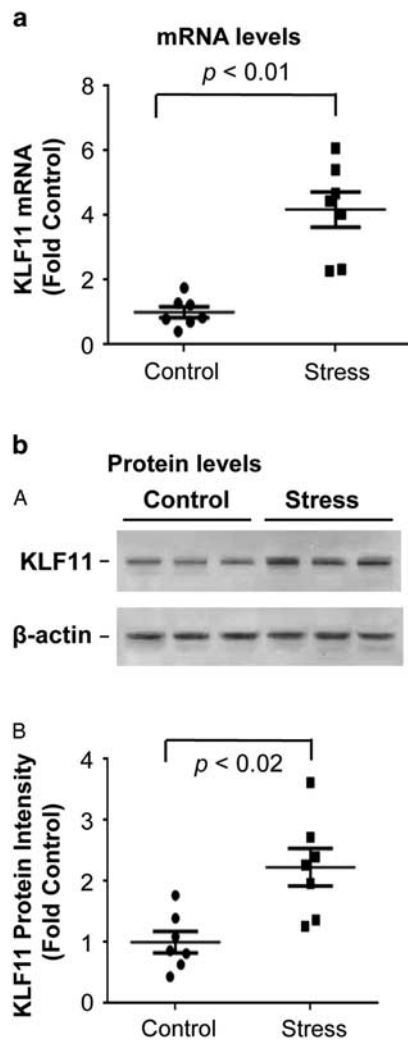 a
mRNA levels
p < 0.01
KLF11 mRNA
(Fold Control)
8
6
4
2
0
Control Stress
b
Protein levels
A
Control Stress
KLF11 –
β-actin –
B
p < 0.02
KLF11 Protein Intensity
(Fold Control)
4
3
2
1
0
Control Stress